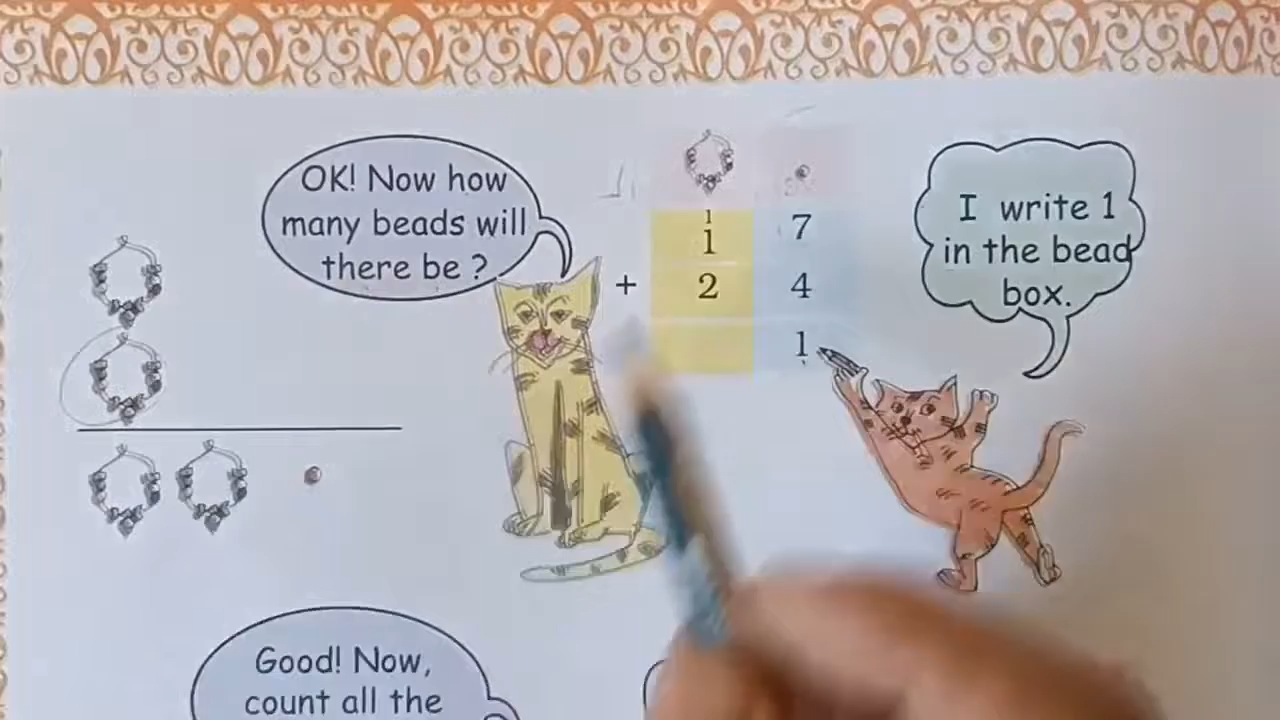 OK! Now how
many beads will
there be ?
1
1 7
+ 2 4
1
I write 1
in the bead
box.
Good! Now,
count all the